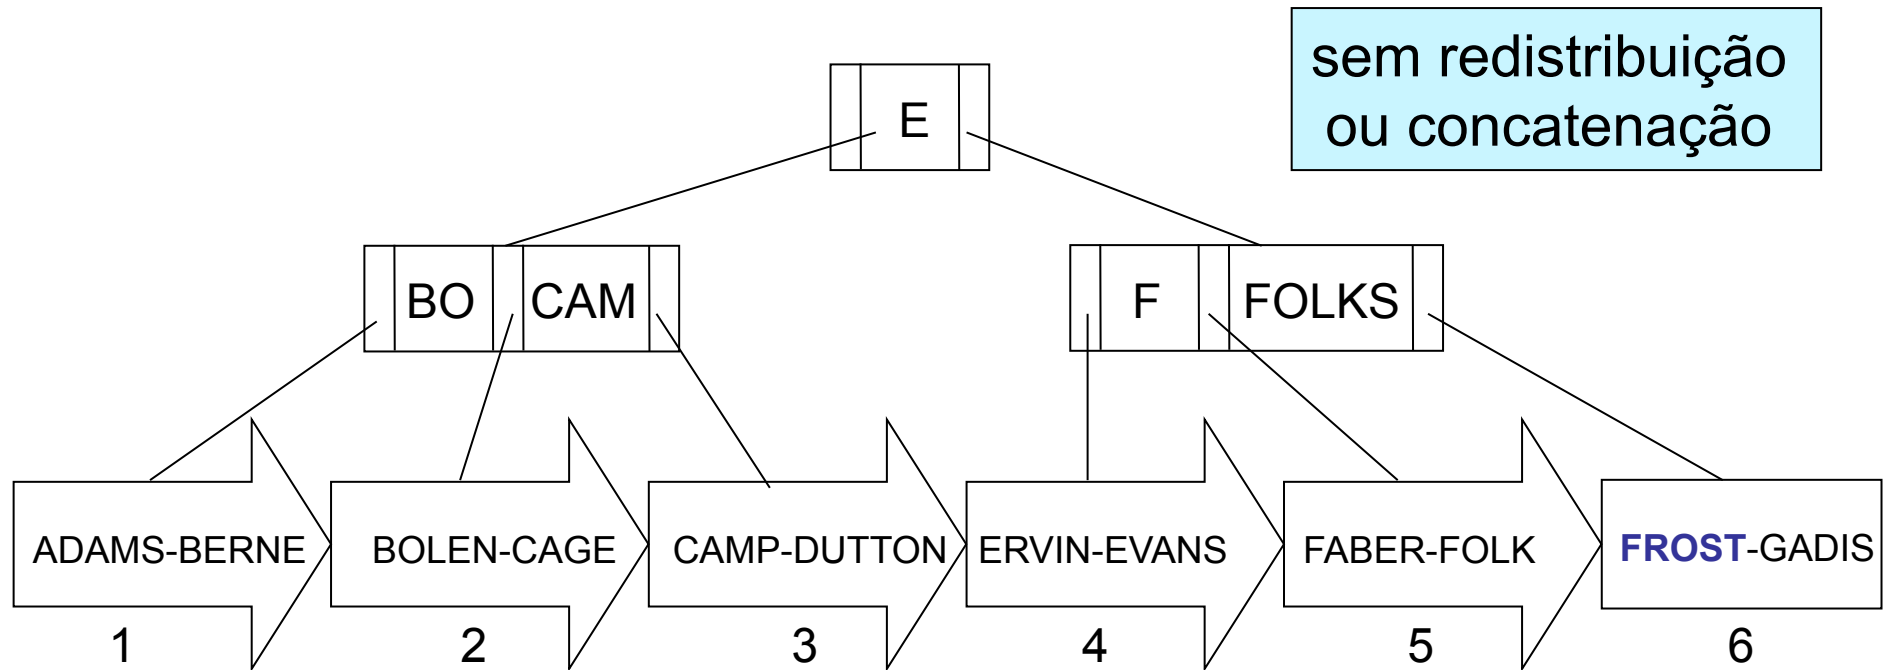 sem redistribuição
ou concatenação
E
BO CAM
F FOLKS
ADAMS-BERNE BOLEN-CAGE CAMP-DUTTON ERVIN-EVANS FABER-FOLK FROST-GADIS
1 2 3 4 5 6